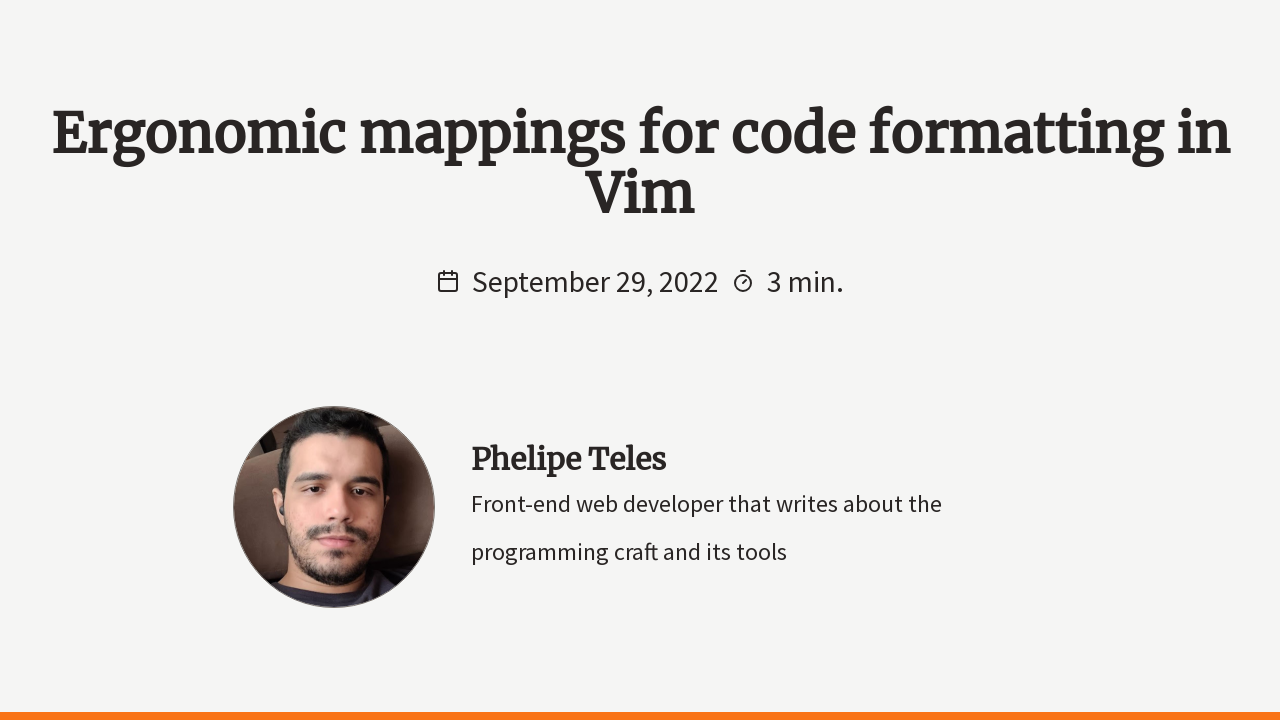 Ergonomic mappings for code formatting in
Vim
September 29, 2022 3 min.
Phelipe Teles
Front-end web developer that writes about the
programming craft and its tools